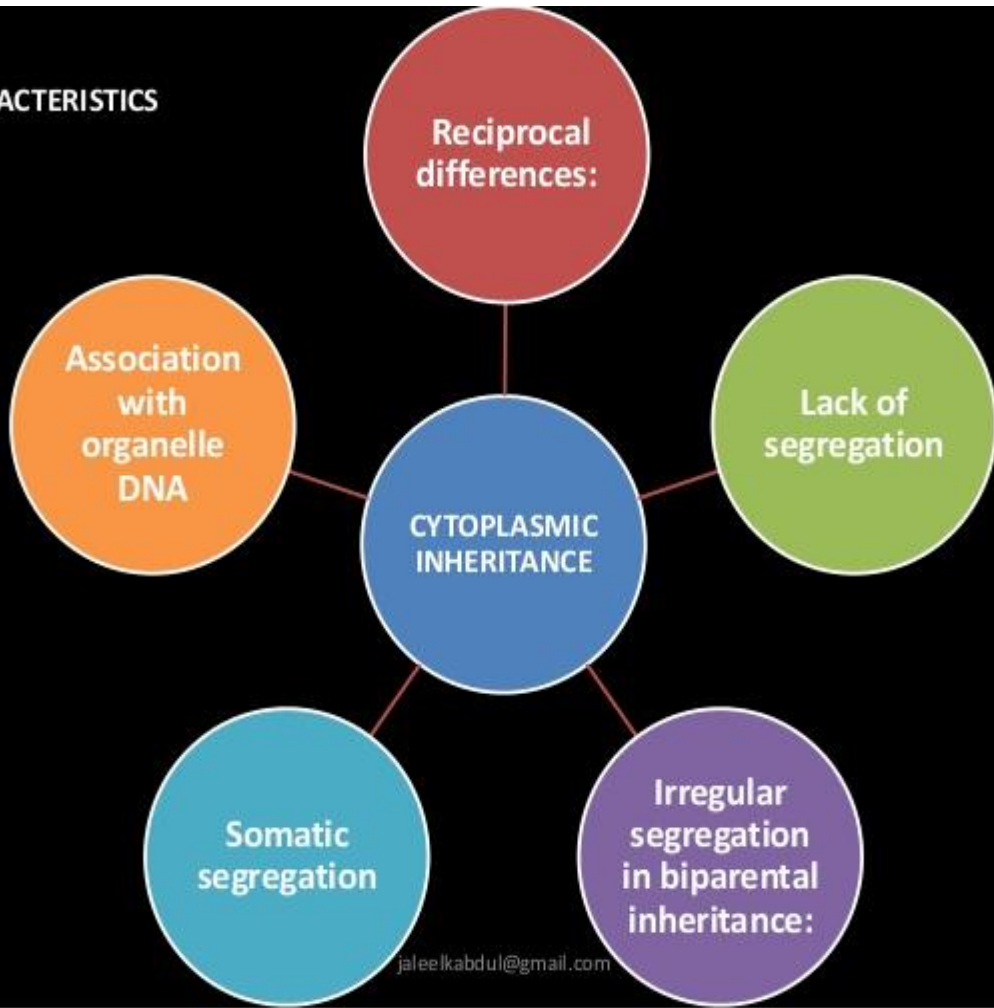 ACTERISTICS
Reciprocal
differences:
Lack of
segregation
Irregular
segregation
in biparental
inheritance:
Somatic
segregation
Association
with
organelle
DNA
CYTOPLASMIC
INHERITANCE
jaleelkabdul@gmail.com